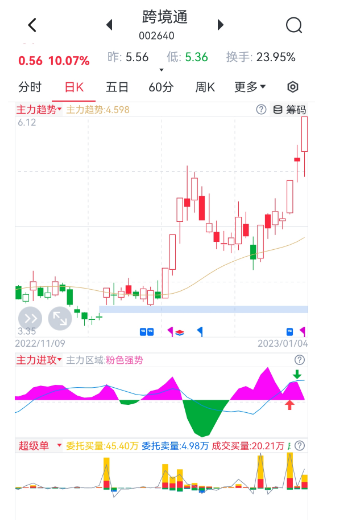 跨境通
002640
0.56 10.07% 昨: 5.56 低: 5.36 换手: 23.95%
分时 日K 五日 60分 周K 更多
主力趋势 主力趋势:4.598 筹码
6.12
3.35
2022/11/09 2023/01/04
主力进攻 主力区域:粉色强势
超级单 委托买量:45.40万 委托卖量:4.98万 成交买量:20.21万